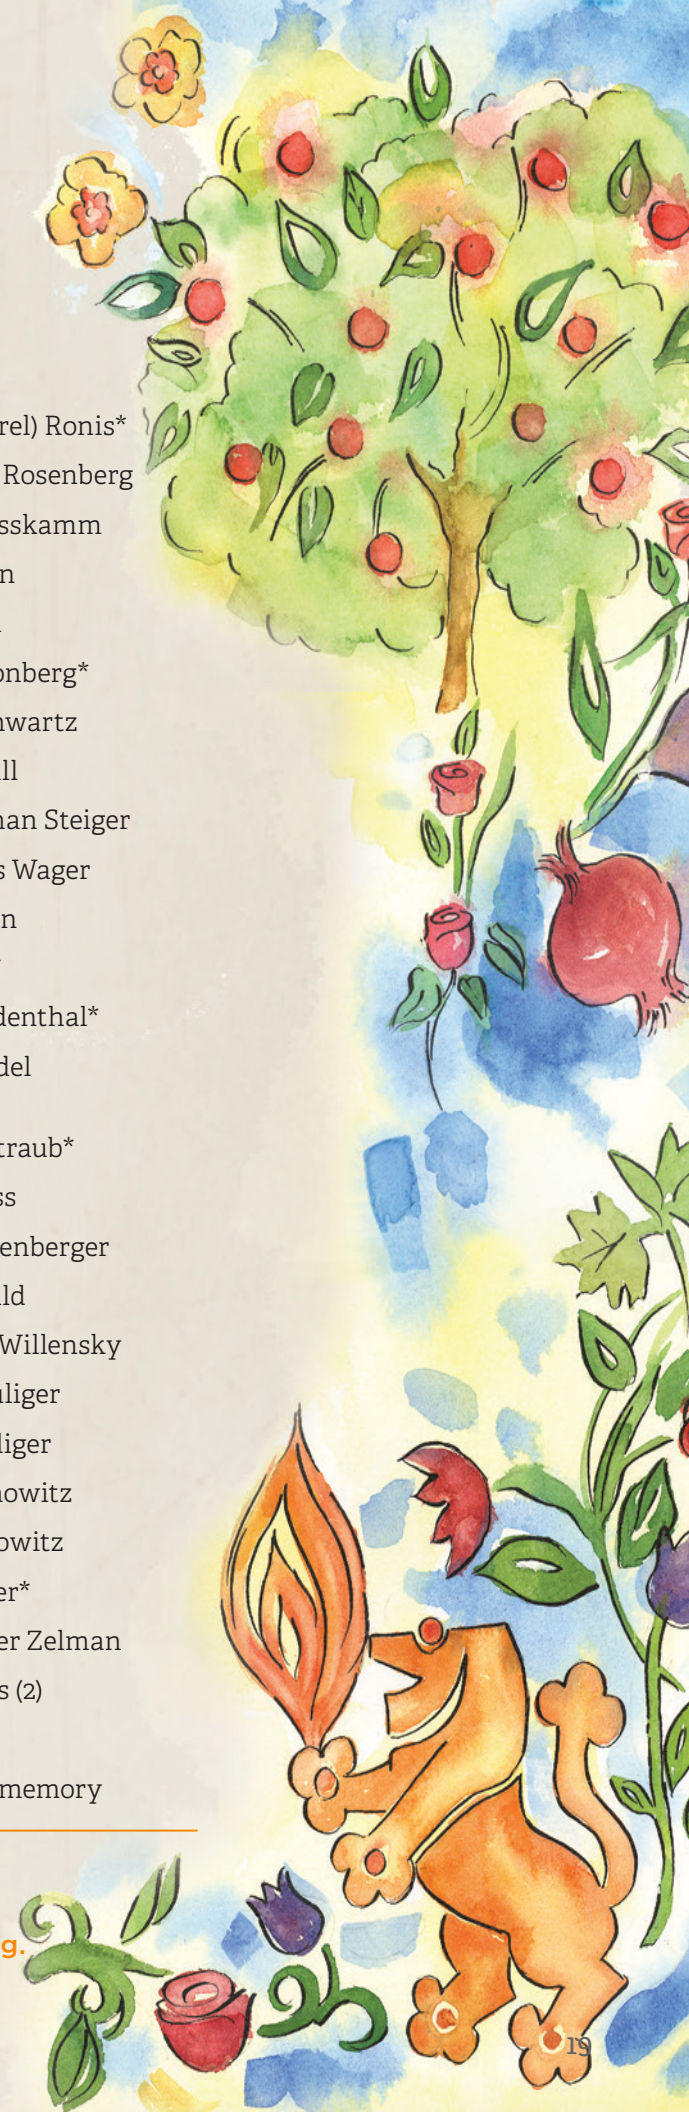 rel) Ronis*
Rosenberg
sskamm
n
onberg*
hwartz
ll
nan Steiger
s Wager
n
denthal*
del
traub*
ss
enberger
ld
Willensky
uliger
liger
nowitz
owitz
er*
er Zelman
s (2)
memory
g.
19